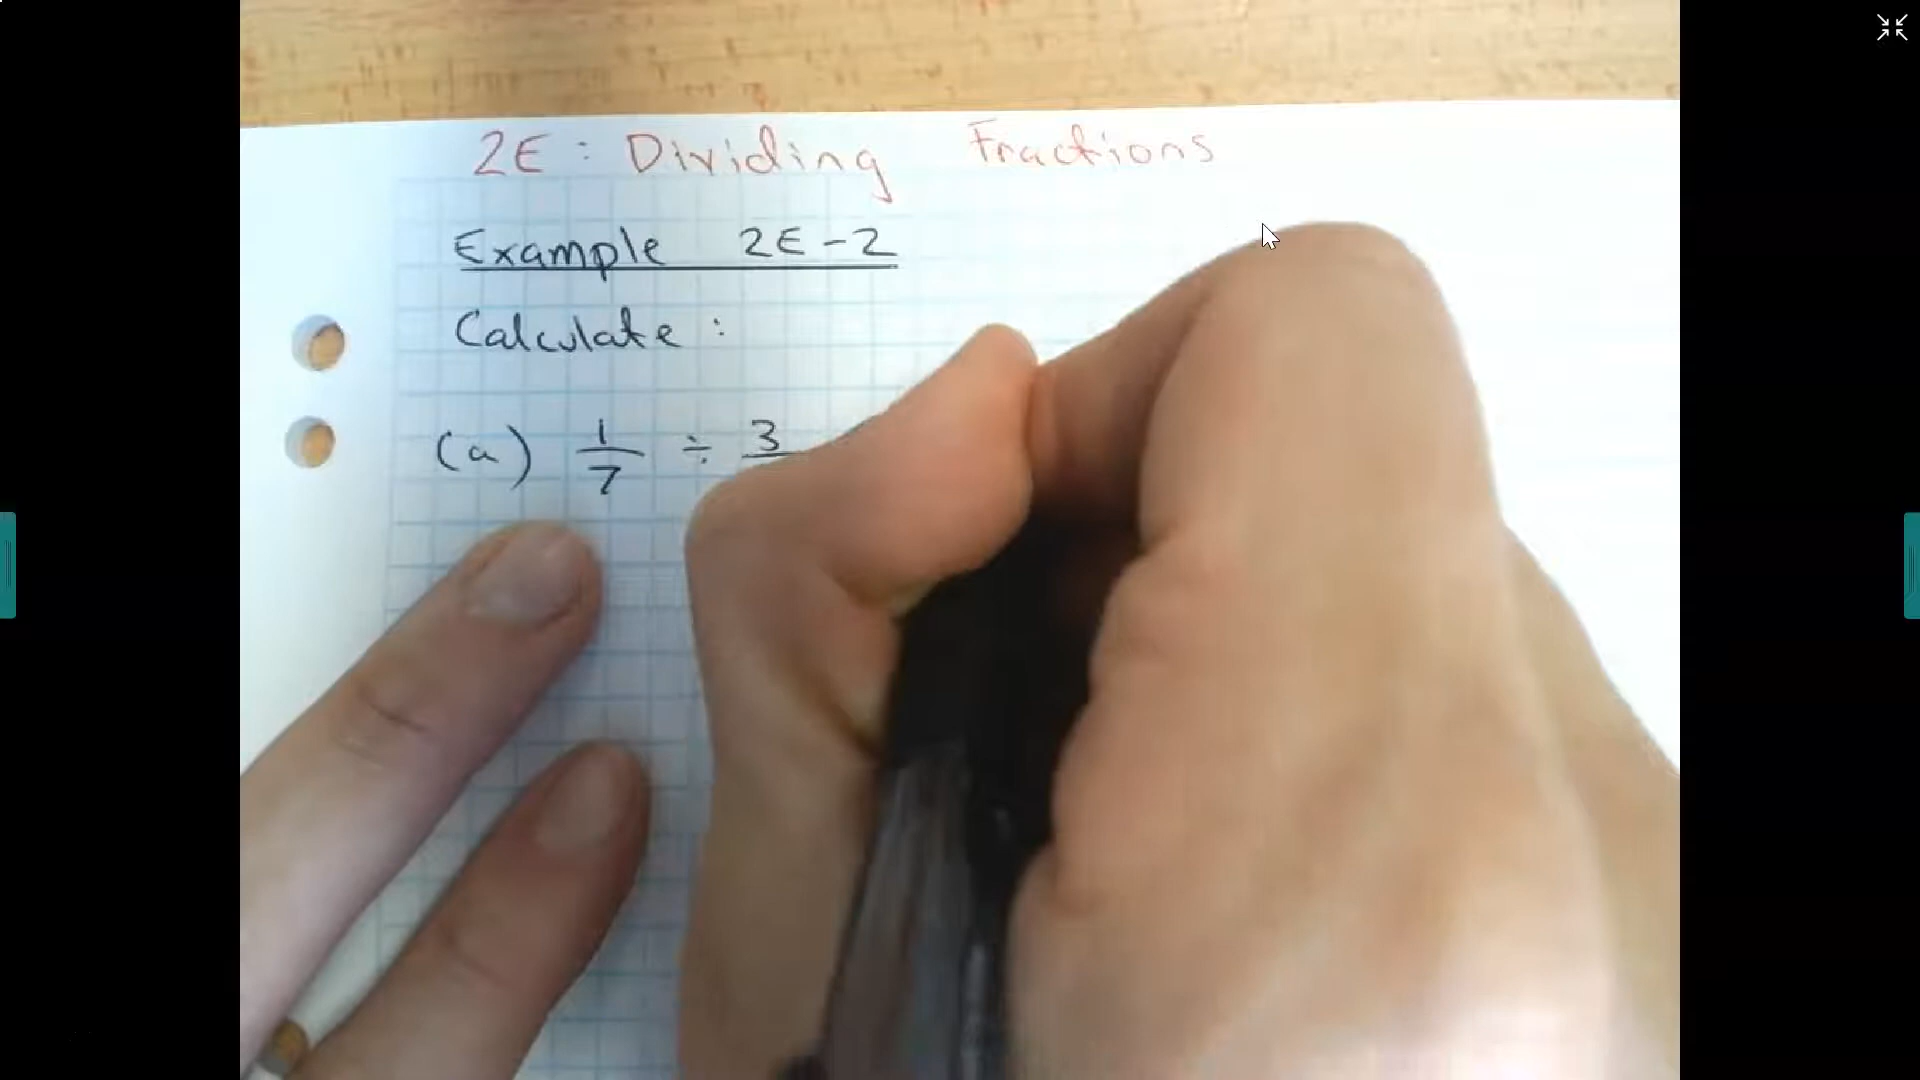 2E: Dividing Fractions
Example 2E-2
Calculate:
(a) 1/7 ÷ 3